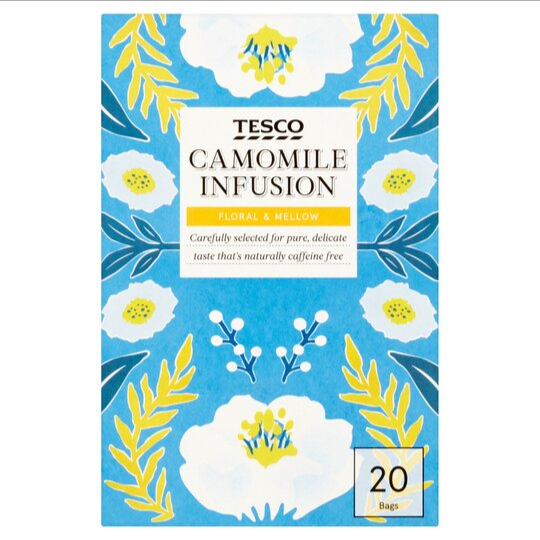 TESCO
CAMOMILE
INFUSION
FLORAL & MELLOW
Carefully selected for pure, delicate
taste that's naturally caffeine free
20
Bags